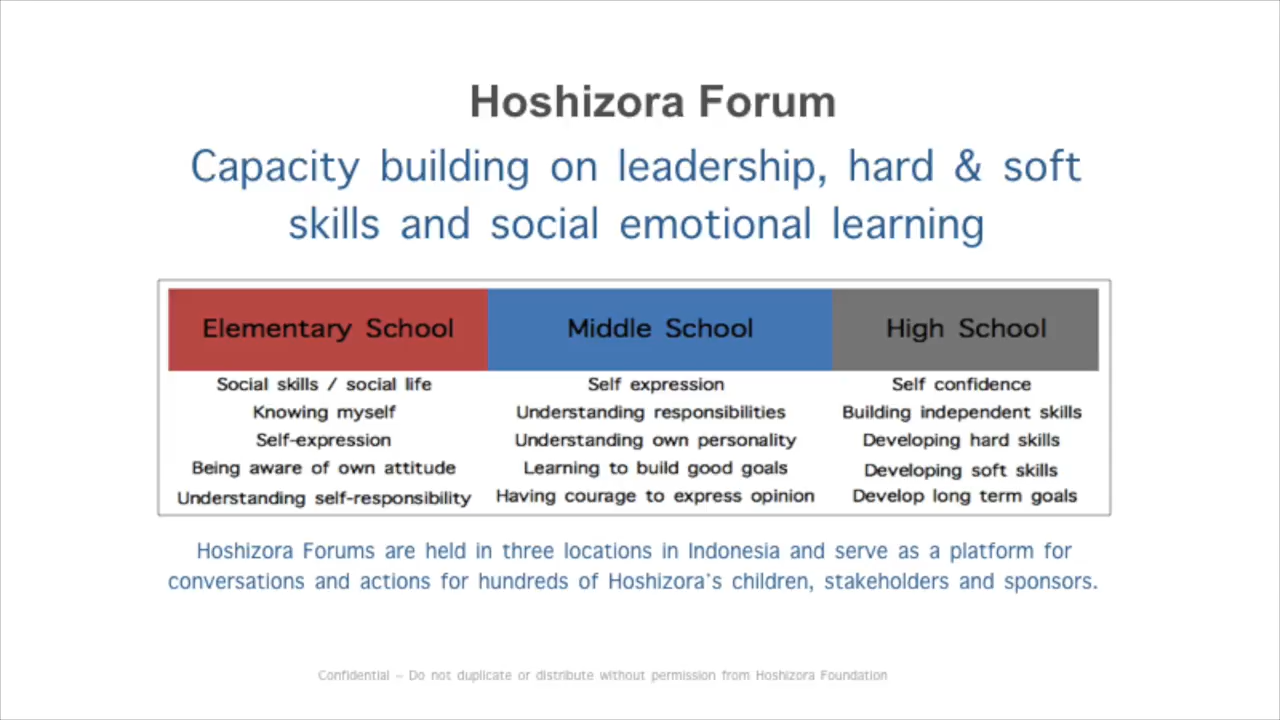 Hoshizora Forum
Capacity building on leadership, hard & soft
skills and social emotional learning
Elementary School
Social skills / social life
Knowing myself
Self-expression
Being aware of own attitude
Understanding self-responsibility
Middle School
Self expression
Understanding responsibilities
Understanding own personality
Learning to build good goals
Having courage to express opinion
High School
Self confidence
Building independent skills
Developing hard skills
Developing soft skills
Develop long term goals
Hoshizora Forums are held in three locations in Indonesia and serve as a platform for
conversations and actions for hundreds of Hoshizora's children, stakeholders and sponsors.
Confidential – Do not duplicate or distribute without permission from Hoshizora Foundation